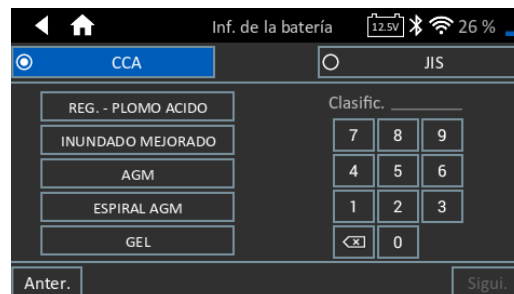 Inf. de la batería 12.5V 26 %
CCA JIS
REG. - PLOMO ACIDO
INUNDADO MEJORADO
AGM
ESPIRAL AGM
GEL
Clasific. ________
7 8 9
4 5 6
1 2 3
0
Anter. Sigui.